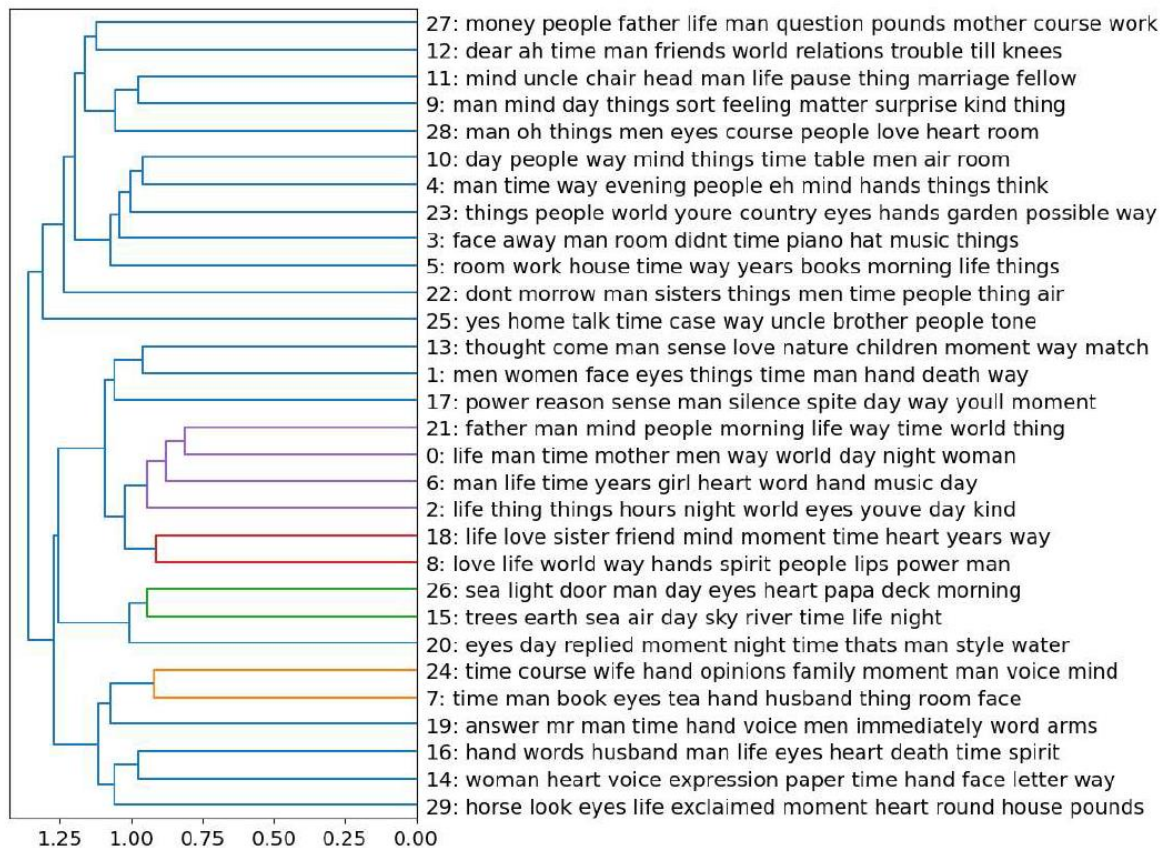 27: money people father life man question pounds mother course work
12: dear ah time man friends world relations trouble till knees
11: mind uncle chair head man life pause thing marriage fellow
9: man mind day things sort feeling matter surprise kind thing
28: man oh things men eyes course people love heart room
10: day people way mind things time table men air room
4: man time way evening people eh mind hands things think
23: things people world youre country eyes hands garden possible way
3: face away man room didnt time piano hat music things
5: room work house time way years books morning life things
22: dont morrow man sisters things men time people thing air
25: yes home talk time case way uncle brother people tone
13: thought come man sense love nature children moment way match
1: men women face eyes things time man hand death way
17: power reason sense man silence spite day way youll moment
21: father man mind people morning life way time world thing
0: life man time mother men way world day night woman
6: man life time years girl heart word hand music day
2: life thing things hours night world eyes youve day kind
18: life love sister friend mind moment time heart years way
8: love life world way hands spirit people lips power man
26: sea light door man day eyes heart papa deck morning
15: trees earth sea air day sky river time life night
20: eyes day replied moment night time thats man style water
24: time course wife hand opinions family moment man voice mind
7: time man book eyes tea hand husband thing room face
19: answer mr man time hand voice men immediately word arms
16: hand words husband man life eyes heart death time spirit
14: woman heart voice expression paper time hand face letter way
29: horse look eyes life exclaimed moment heart round house pounds
1.25 1.00 0.75 0.50 0.25 0.00